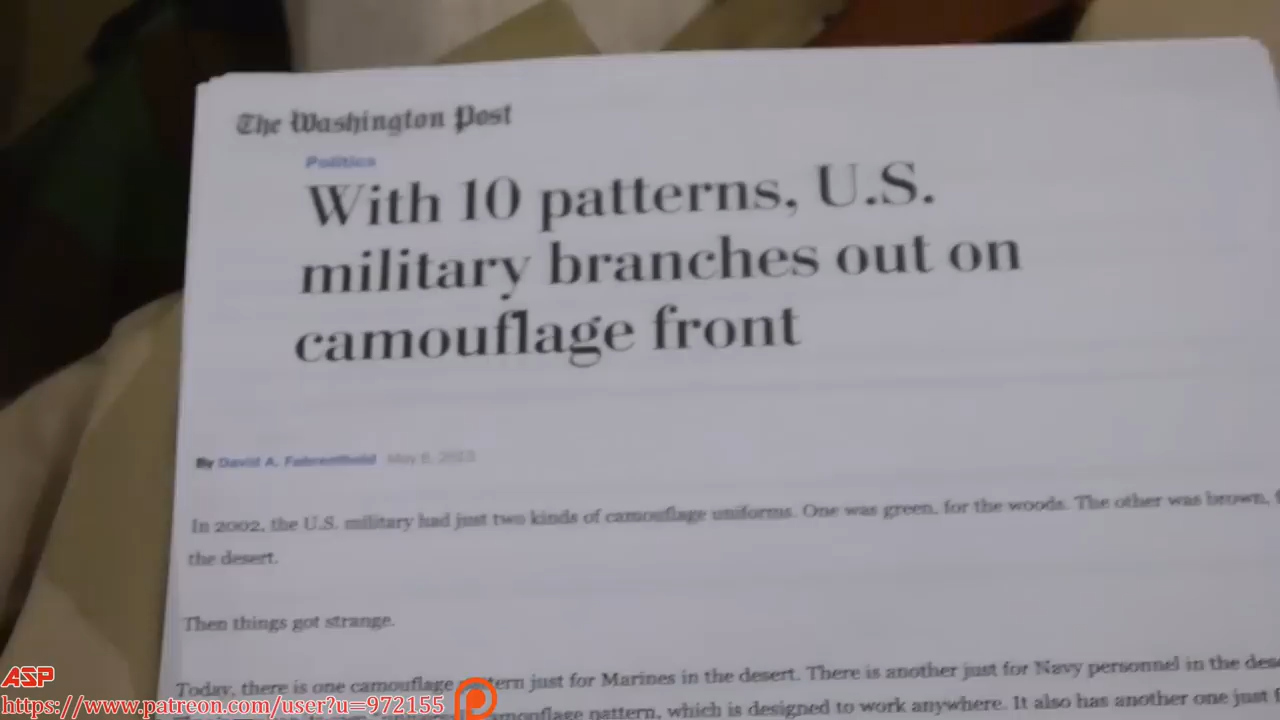 The Washington Post
Politics
With 10 patterns, U.S.
military branches out on
camouflage front
By David A. Fahrenthold May 8, 2013
In 2002, the U.S. military had just two kinds of camouflage uniforms. One was green, for the woods. The other was brown,
the desert.
Then things got strange.
Today, there is one camouflage pattern just for Marines in the desert. There is another just for Navy personnel in the
camouflage pattern, which is designed to work anywhere. It also has another one just
ASP
https://www.patreon.com/user?u=972155